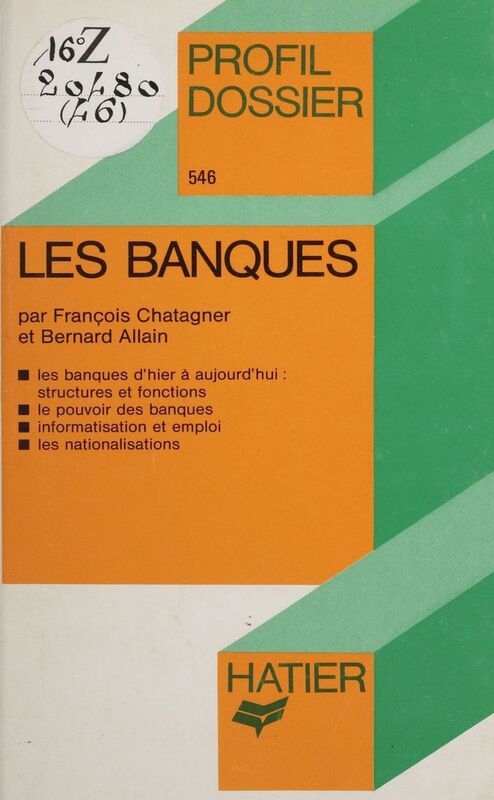 16° Z
20480
(46)
PROFIL
DOSSIER
546
LES BANQUES
par François Chatagner
et Bernard Allain
■ les banques d'hier à aujourd'hui :
structures et fonctions
■ le pouvoir des banques
■ informatisation et emploi
■ les nationalisations
HATIER